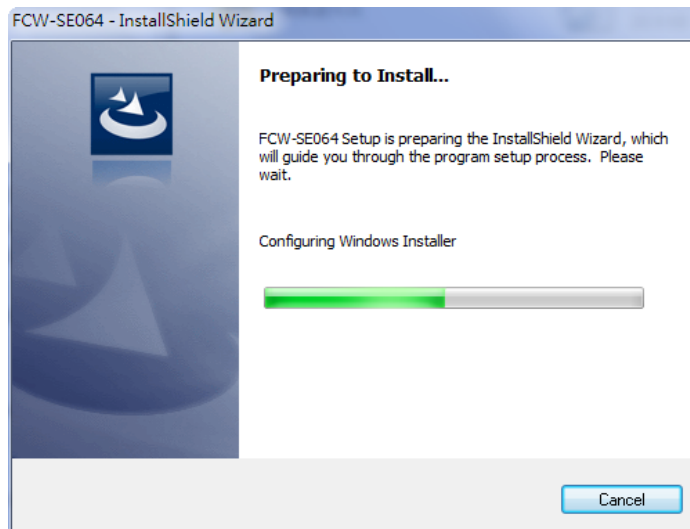 FCW-SE064 - InstallShield Wizard
Preparing to Install...
FCW-SE064 Setup is preparing the InstallShield Wizard, which
will guide you through the program setup process. Please
wait.
Configuring Windows Installer
Cancel